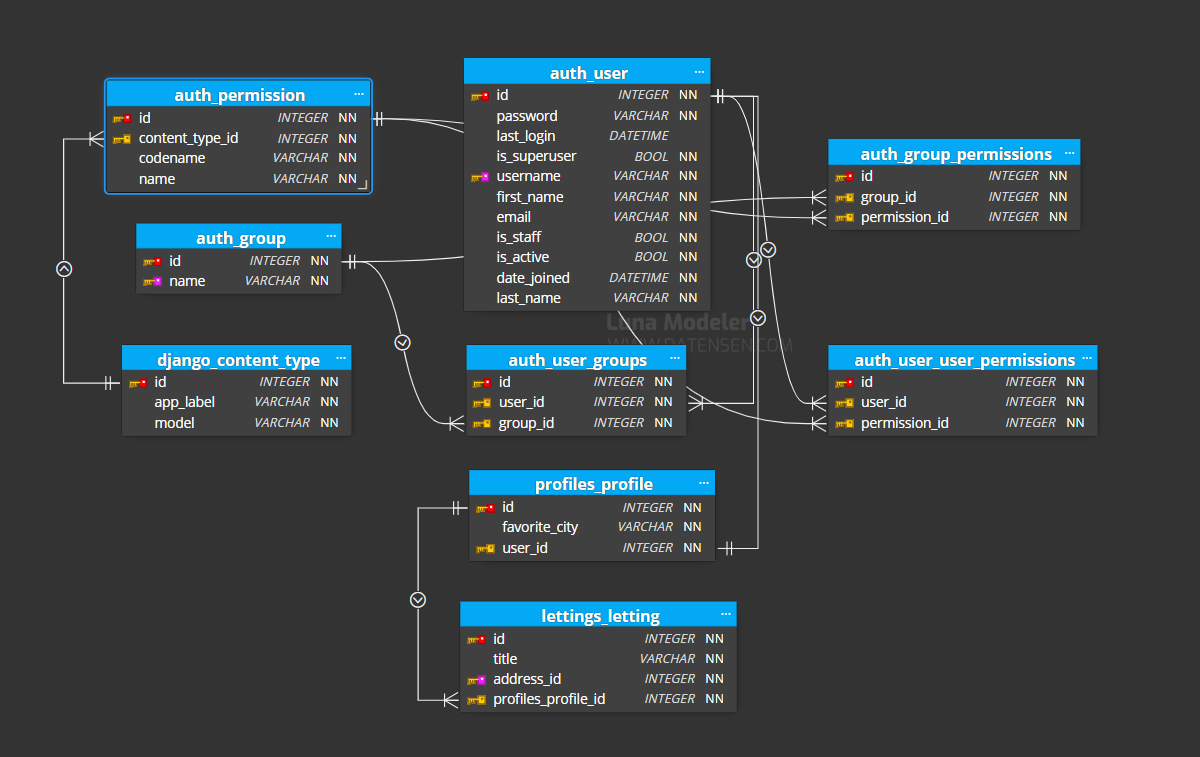 auth_permission ...
id INTEGER NN
content_type_id INTEGER NN
codename VARCHAR NN
name VARCHAR NN
auth_user ...
id INTEGER NN
password VARCHAR NN
last_login DATETIME
is_superuser BOOL NN
username VARCHAR NN
first_name VARCHAR NN
email VARCHAR NN
is_staff BOOL NN
is_active BOOL NN
date_joined DATETIME NN
last_name VARCHAR NN
auth_group_permissions ...
id INTEGER NN
group_id INTEGER NN
permission_id INTEGER NN
auth_group ...
id INTEGER NN
name VARCHAR NN
Luna Modeler
WWW.DATENSEN.COM
django_content_type ...
id INTEGER NN
app_label VARCHAR NN
model VARCHAR NN
auth_user_groups ...
id INTEGER NN
user_id INTEGER NN
group_id INTEGER NN
auth_user_user_permissions ...
id INTEGER NN
user_id INTEGER NN
permission_id INTEGER NN
profiles_profile ...
id INTEGER NN
favorite_city VARCHAR NN
user_id INTEGER NN
lettings_letting ...
id INTEGER NN
title VARCHAR NN
address_id INTEGER NN
profiles_profile_id INTEGER NN